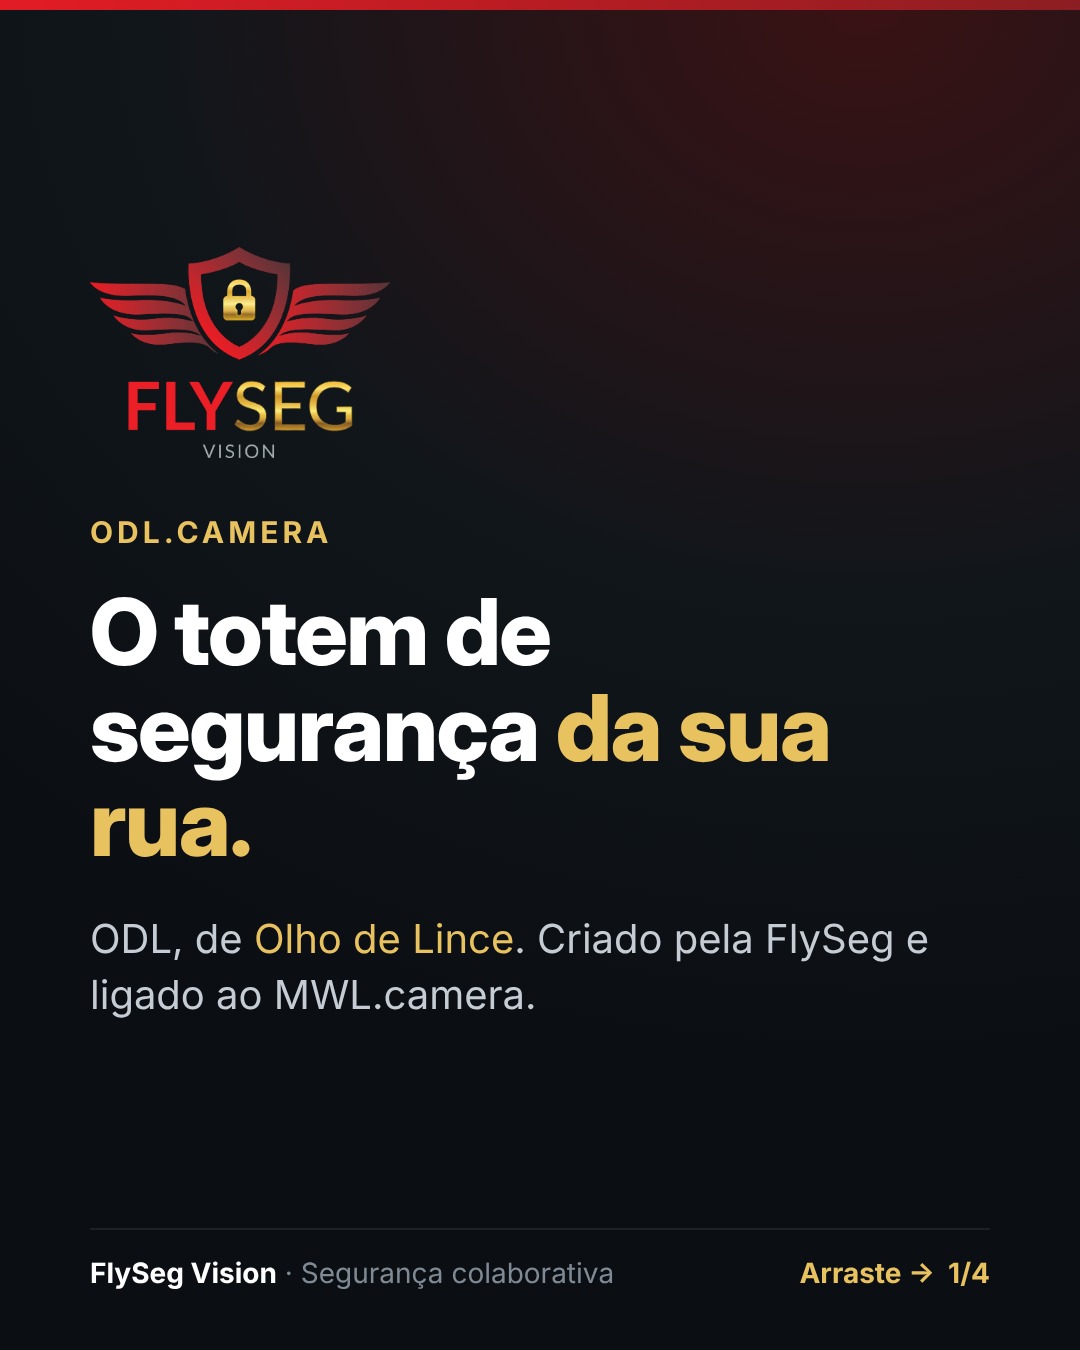 FLYSEG
VISION
ODL.CAMERA
O totem de
segurança da sua
rua.
ODL, de Olho de Lince. Criado pela FlySeg e
ligado ao MWL.camera.
FlySeg Vision · Segurança colaborativa
Arraste → 1/4